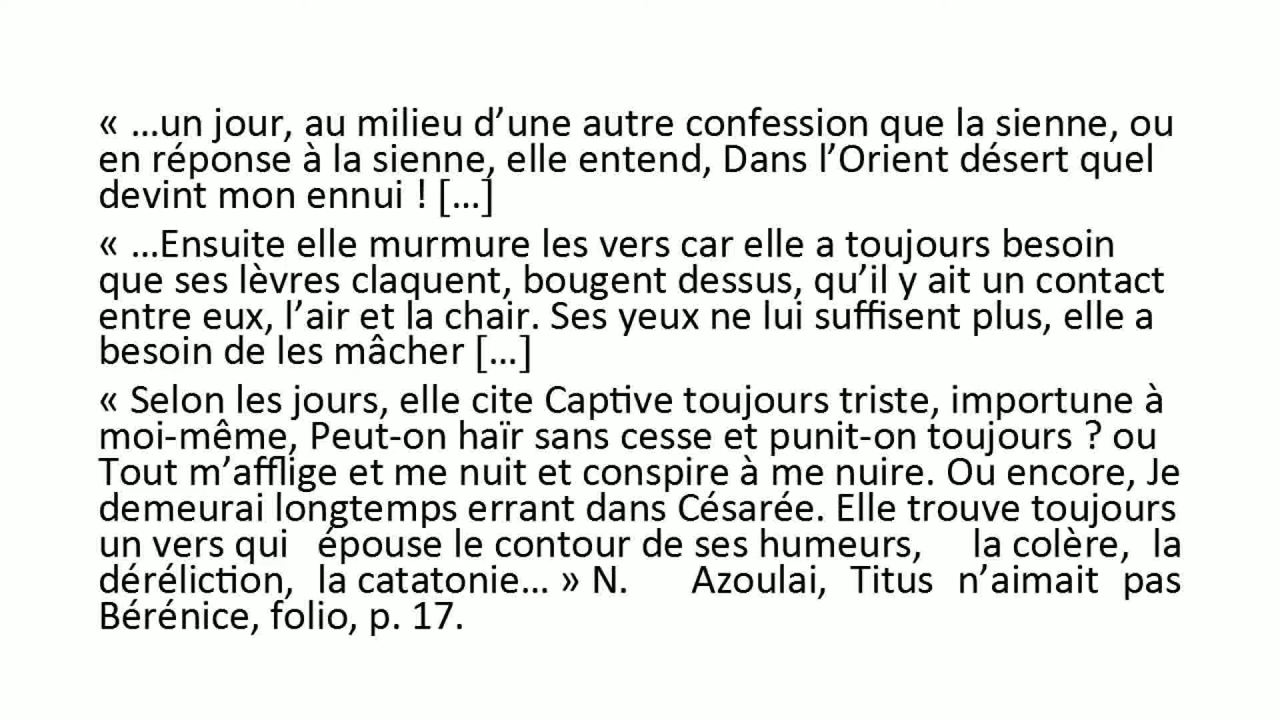 « …un jour, au milieu d’une autre confession que la sienne, ou
en réponse à la sienne, elle entend, Dans l’Orient désert quel
devint mon ennui ! […]
« …Ensuite elle murmure les vers car elle a toujours besoin
que ses lèvres claquent, bougent dessus, qu’il y ait un contact
entre eux, l’air et la chair. Ses yeux ne lui suffisent plus, elle a
besoin de les mâcher […]
« Selon les jours, elle cite Captive toujours triste, importune à
moi-même, Peut-on haïr sans cesse et punit-on toujours ? ou
Tout m’afflige et me nuit et conspire à me nuire. Ou encore, Je
demeurai longtemps errant dans Césarée. Elle trouve toujours
un vers qui épouse le contour de ses humeurs, la colère, la
déréliction, la catatonie… » N. Azoulai, Titus n’aimait pas
Bérénice, folio, p. 17.